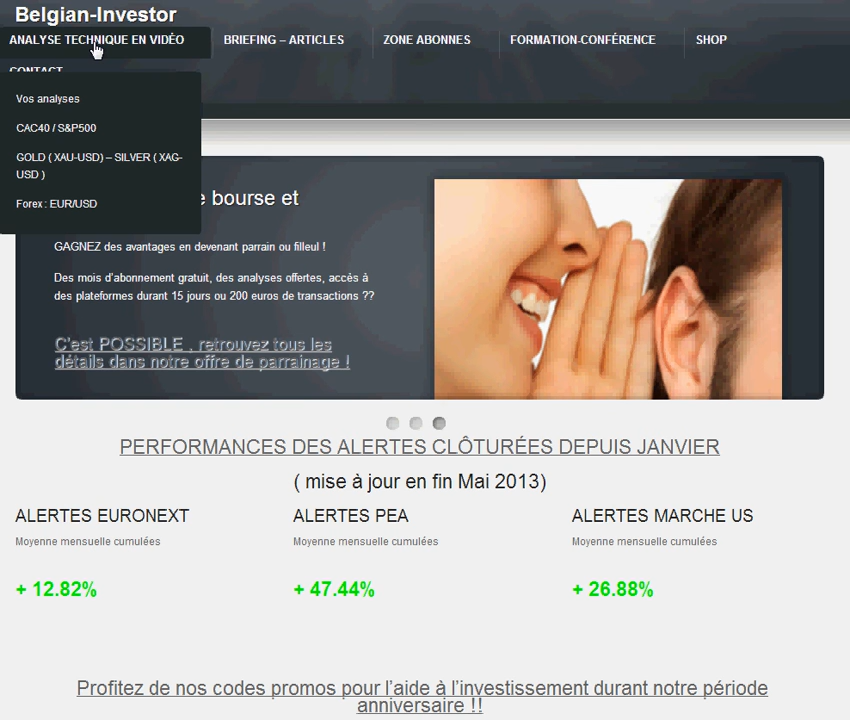 Belgian-Investor
ANALYSE TECHNIQUE EN VIDÉO
BRIEFING – ARTICLES
ZONE ABONNES
FORMATION-CONFÉRENCE
SHOP
CONTACT
Vos analyses
CAC40 / S&P500
GOLD ( XAU-USD) – SILVER ( XAG-
USD )
Forex : EUR/USD
e bourse et
GAGNEZ des avantages en devenant parrain ou filleul !
Des mois d'abonnement gratuit, des analyses offertes, accès à
des plateformes durant 15 jours ou 200 euros de transactions ??
C'est POSSIBLE , retrouvez tous les
détails dans notre offre de parrainage !
PERFORMANCES DES ALERTES CLÔTURÉES DEPUIS JANVIER
( mise à jour en fin Mai 2013)
ALERTES EURONEXT
ALERTES PEA
ALERTES MARCHE US
Moyenne mensuelle cumulées
Moyenne mensuelle cumulées
Moyenne mensuelle cumulées
+ 12.82%
+ 47.44%
+ 26.88%
Profitez de nos codes promos pour l'aide à l'investissement durant notre période
anniversaire !!